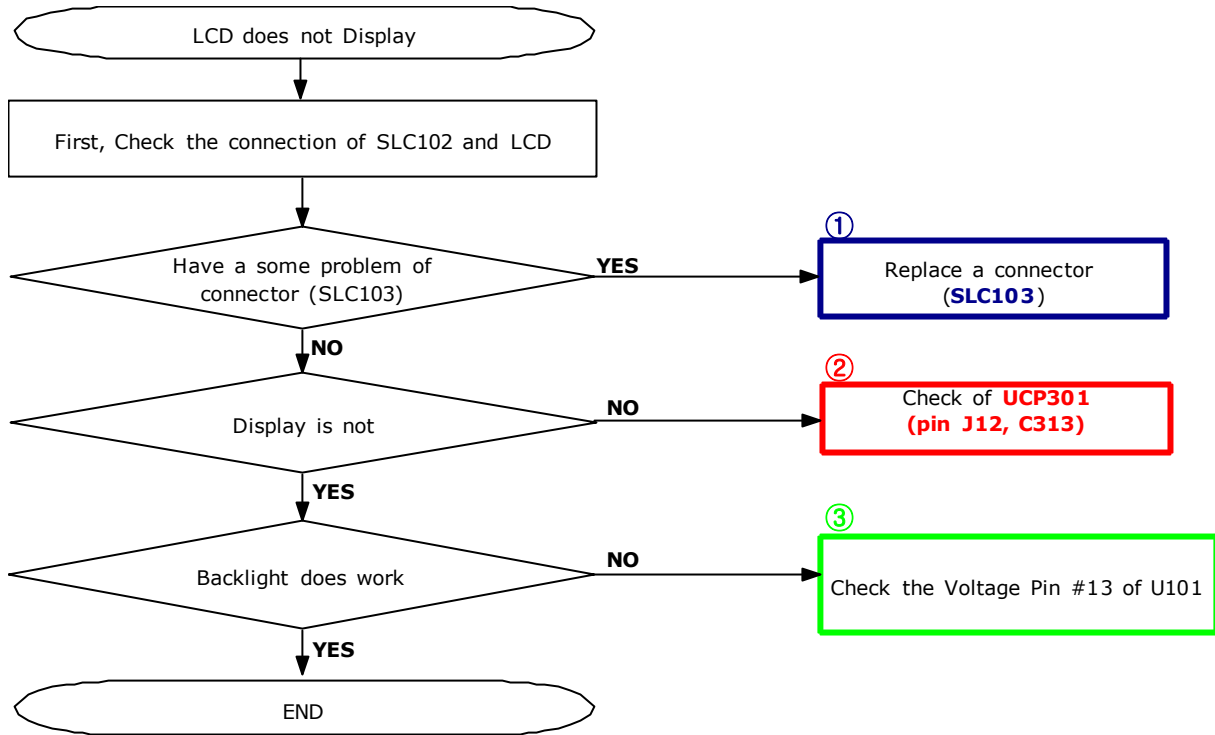 LCD does not Display
First, Check the connection of SLC102 and LCD
①
Have a some problem of
connector (SLC103)
YES
Replace a connector
(SLC103)
NO
②
Display is not
NO
Check of UCP301
(pin J12, C313)
YES
③
Backlight does work
NO
Check the Voltage Pin #13 of U101
YES
END